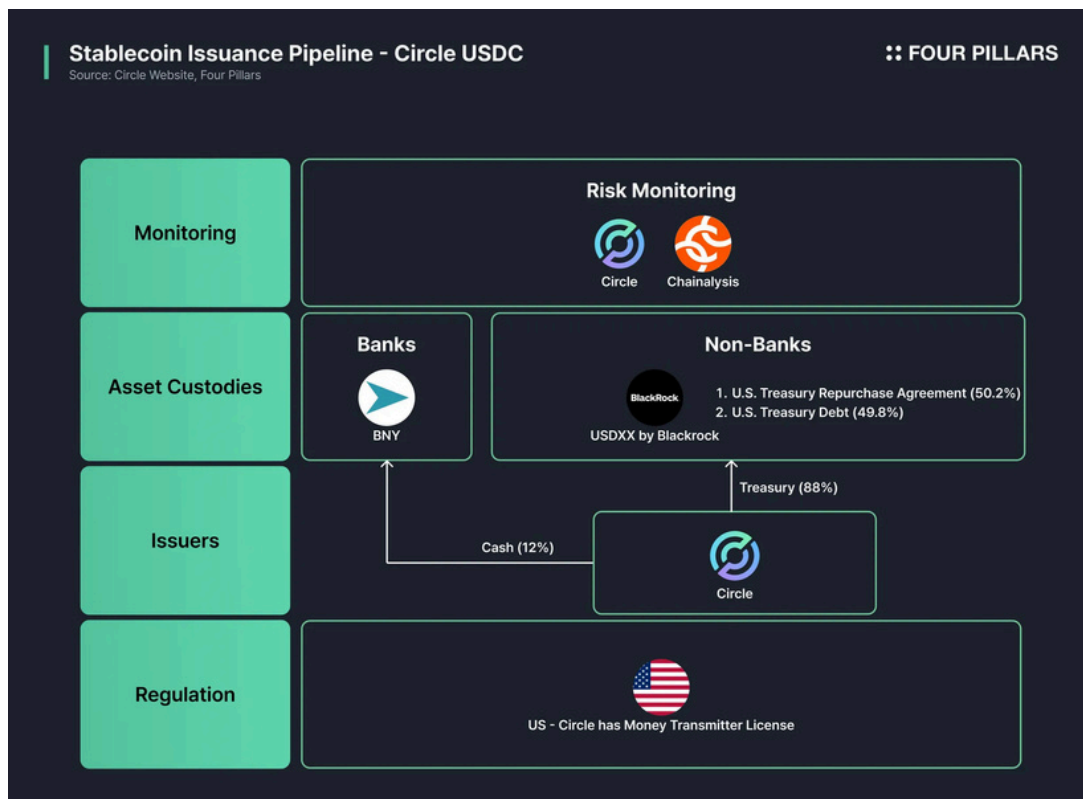 Stablecoin Issuance Pipeline - Circle USDC
Source: Circle Website, Four Pillars
FOUR PILLARS
Monitoring
Risk Monitoring
Circle
Chainalysis
Asset Custodies
Banks
BNY
Non-Banks
BlackRock
USDXX by Blackrock
1. U.S. Treasury Repurchase Agreement (50.2%)
2. U.S. Treasury Debt (49.8%)
Issuers
Treasury (88%)
Cash (12%)
Circle
Regulation
US - Circle has Money Transmitter License